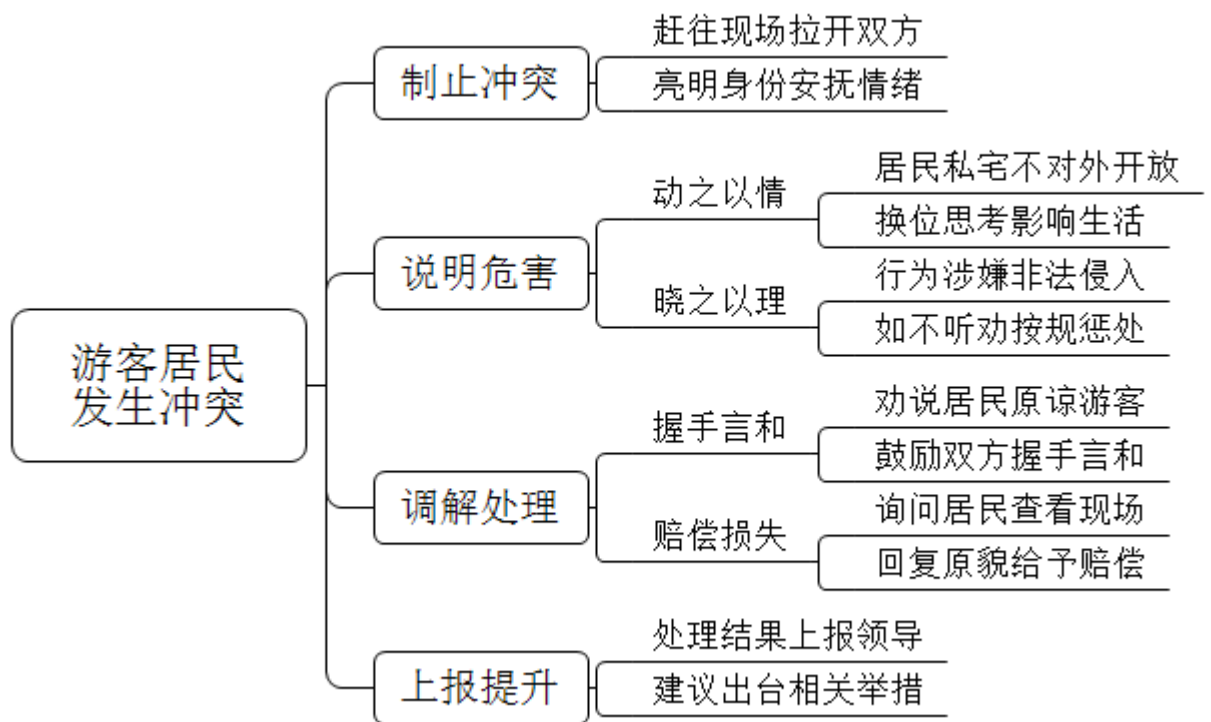 游客居民
发生冲突
制止冲突
赶往现场拉开双方
亮明身份安抚情绪
说明危害
动之以情
居民私宅不对外开放
换位思考影响生活
晓之以理
行为涉嫌非法侵入
如不听劝按规惩处
调解处理
握手言和
劝说居民原谅游客
鼓励双方握手言和
赔偿损失
询问居民查看现场
回复原貌给予赔偿
上报提升
处理结果上报领导
建议出台相关举措